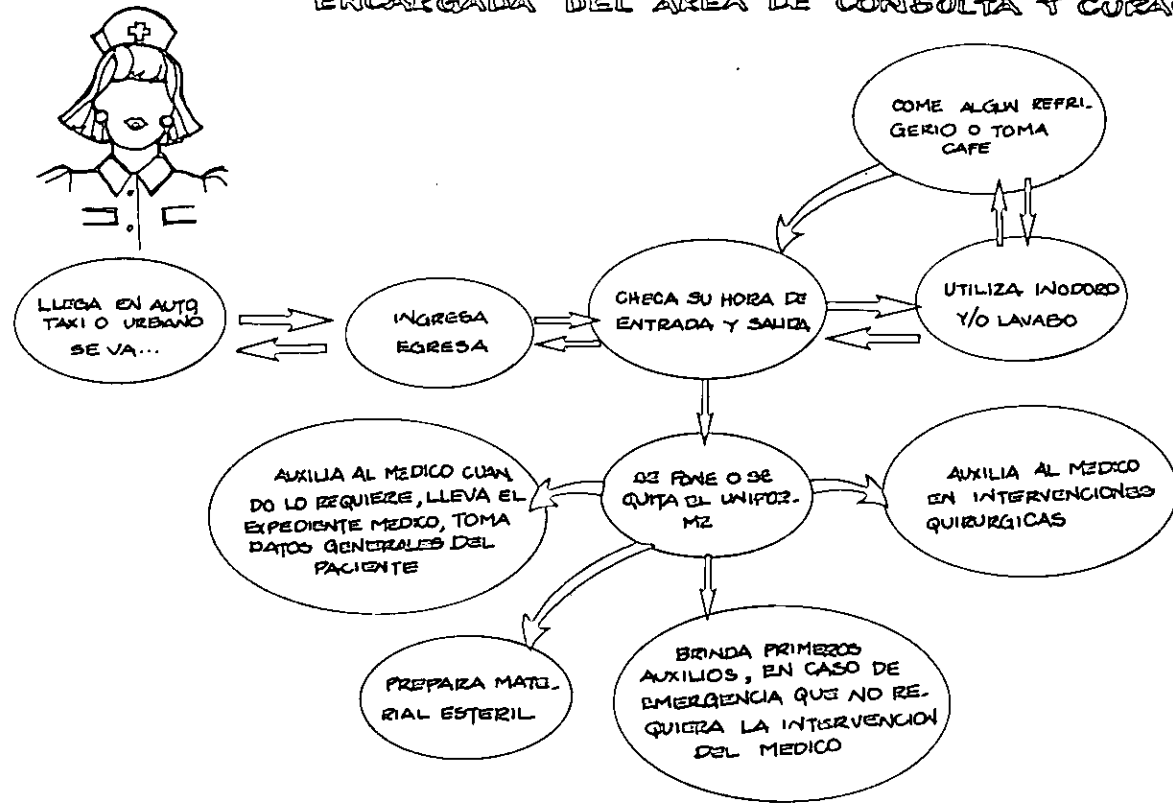 ENCARGADA DEL AREA DE CONSULTA Y
COME ALGUN REFRI-
GERIO O TOMA
CAFE
LLEGA EN AUTO,
TAXI O URBANO
SE VA...
INGRESA
EGRESA
CHECA SU HORA DE
ENTRADA Y SALIDA
UTILIZA INODORO
Y/O LAVABO
AUXILIA AL MEDICO CUAN
DO LO REQUIERE, LLEVA EL
EXPEDIENTE MEDICO, TOMA
DATOS GENERALES DEL
PACIENTE
SE PONE O SE
QUITA EL UNIFOR-
ME
AUXILIA AL MEDICO
EN INTERVENCIONES
QUIRURGICAS
PREPARA MATE-
RIAL ESTERIL
BRINDA PRIMEROS
AUXILIOS, EN CASO DE
EMERGENCIA QUE NO RE-
QUIERA LA INTERVENCION
DEL MEDICO